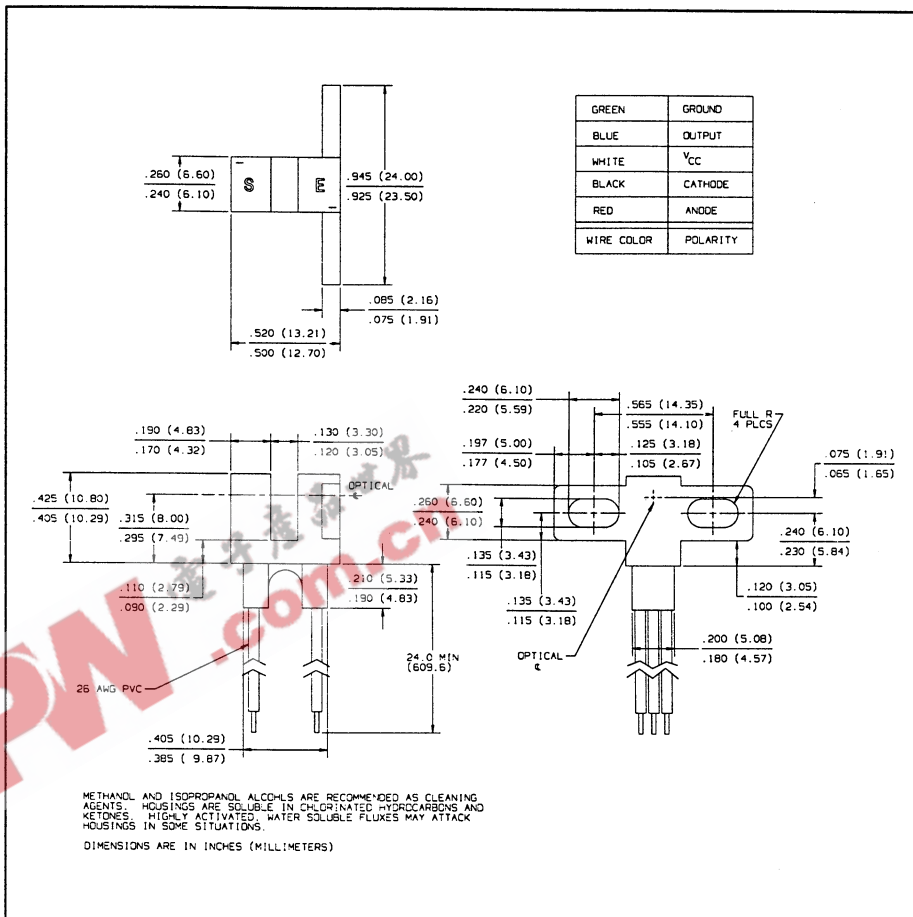 GREEN GROUND
BLUE OUTPUT
WHITE VCC
BLACK CATHODE
RED ANODE
WIRE COLOR POLARITY
.260 (6.60)
.240 (6.10)
S
E
.945 (24.00)
.925 (23.50)
.085 (2.16)
.075 (1.91)
.520 (13.21)
.500 (12.70)
.190 (4.83)
.170 (4.32)
.130 (3.30)
.120 (3.05)
OPTICAL
℄
.425 (10.80)
.405 (10.29)
.315 (8.00)
.295 (7.49)
.110 (2.79)
.090 (2.29)
.210 (5.33)
.190 (4.83)
24.0 MIN
(609.6)
26 AWG PVC
.405 (10.29)
.385 ( 9.87)
.240 (6.10)
.220 (5.59)
.565 (14.35)
.555 (14.10)
FULL R
4 PLCS
.197 (5.00)
.177 (4.50)
.125 (3.18)
.105 (2.67)
.075 (1.91)
.065 (1.65)
.260 (6.60)
.240 (6.10)
.135 (3.43)
.115 (3.18)
.135 (3.43)
.115 (3.18)
.240 (6.10)
.230 (5.84)
.120 (3.05)
.100 (2.54)
OPTICAL
℄
.200 (5.08)
.180 (4.57)
METHANOL AND ISOPROPANOL ALCOHLS ARE RECOMMENDED AS CLEANING
AGENTS. HOUSINGS ARE SOLUBLE IN CHLORINATED HYDROCARBONS AND
KETONES. HIGHLY ACTIVATED, WATER SOLUBLE FLUXES MAY ATTACK
HOUSINGS IN SOME SITUATIONS.
DIMENSIONS ARE IN INCHES (MILLIMETERS)
電子產品世界
PW.com.cn